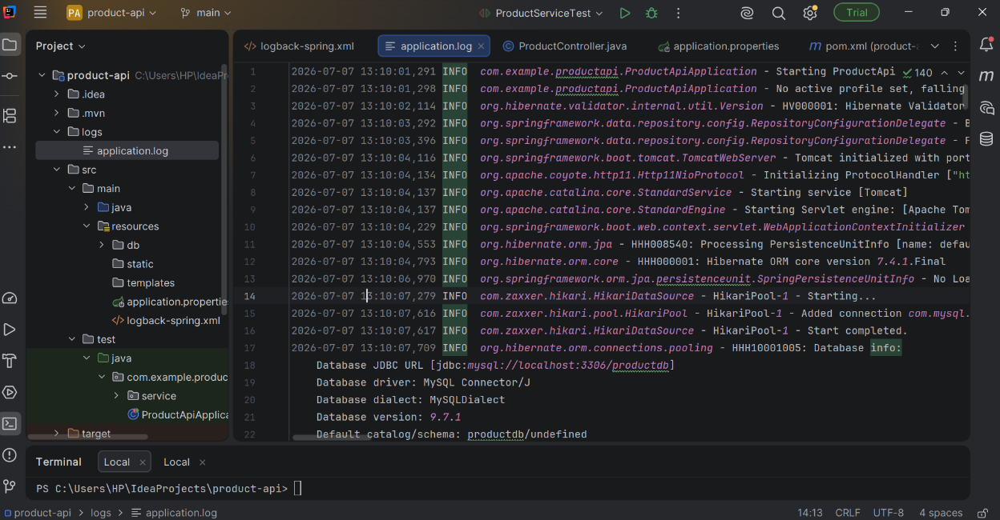 PA product-api main ProductServiceTest Trial
Project
logback-spring.xml application.log ProductController.java application.properties pom.xml (product-
product-api C:\Users\HP\IdeaPr
.idea
.mvn
logs
application.log
src
main
java
resources
db
static
templates
application.propertie
logback-spring.xml
test
java
com.example.produc
service
ProductApiApplica
target
140
1 2026-07-07 13:10:01,291 INFO com.example.productapi.ProductApiApplication - Starting ProductApi
2 2026-07-07 13:10:01,298 INFO com.example.productapi.ProductApiApplication - No active profile set, falling
3 2026-07-07 13:10:02,114 INFO org.hibernate.validator.internal.util.Version - HV000001: Hibernate Validator
4 2026-07-07 13:10:03,292 INFO org.springframework.data.repository.config.RepositoryConfigurationDelegate - B
5 2026-07-07 13:10:03,396 INFO org.springframework.data.repository.config.RepositoryConfigurationDelegate - F
6 2026-07-07 13:10:04,116 INFO org.springframework.boot.tomcat.TomcatWebServer - Tomcat initialized with port
7 2026-07-07 13:10:04,134 INFO org.apache.coyote.http11.Http11NioProtocol - Initializing ProtocolHandler ["ht
8 2026-07-07 13:10:04,137 INFO org.apache.catalina.core.StandardService - Starting service [Tomcat]
9 2026-07-07 13:10:04,137 INFO org.apache.catalina.core.StandardEngine - Starting Servlet engine: [Apache Tom
10 2026-07-07 13:10:04,229 INFO org.springframework.boot.web.context.servlet.WebApplicationContextInitializer
11 2026-07-07 13:10:04,553 INFO org.hibernate.orm.jpa - HHH008540: Processing PersistenceUnitInfo [name: defau
12 2026-07-07 13:10:04,793 INFO org.hibernate.orm.core - HHH000001: Hibernate ORM core version 7.4.1.Final
13 2026-07-07 13:10:06,970 INFO org.springframework.orm.jpa.persistenceunit.SpringPersistenceUnitInfo - No Loa
14 2026-07-07 13:10:07,279 INFO com.zaxxer.hikari.HikariDataSource - HikariPool-1 - Starting...
15 2026-07-07 13:10:07,616 INFO com.zaxxer.hikari.pool.HikariPool - HikariPool-1 - Added connection com.mysql.
16 2026-07-07 13:10:07,617 INFO com.zaxxer.hikari.HikariDataSource - HikariPool-1 - Start completed.
17 2026-07-07 13:10:07,709 INFO org.hibernate.orm.connections.pooling - HHH10001005: Database info:
18 Database JDBC URL [jdbc:mysql://localhost:3306/productdb]
19 Database driver: MySQL Connector/J
20 Database dialect: MySQLDialect
21 Database version: 9.7.1
22 Default catalog/schema: productdb/undefined
Terminal Local Local
PS C:\Users\HP\IdeaProjects\product-api>
product-api logs application.log 14:13 CRLF UTF-8 4 spaces